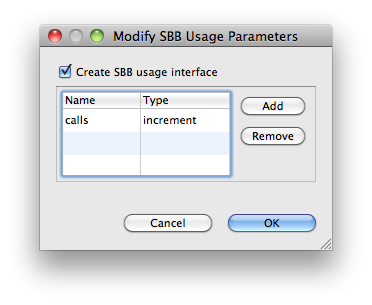 Modify SBB Usage Parameters
Create SBB usage interface
Name Type
calls increment
Add
Remove
Cancel OK